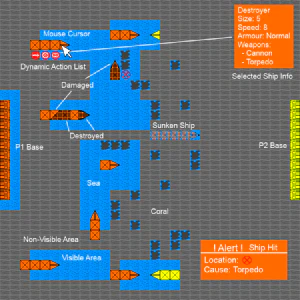 Destroyer
Size: 5
Speed: 8
Armour: Normal
Weapons:
- Cannon
- Torpedo
Mouse Cursor
Dynamic Action List
Selected Ship Info
Damaged
Sunken Ship
Destroyed
P1 Base
P2 Base
Sea
Coral
Non-Visible Area
Visible Area
! Alert ! Ship Hit
Location:
Cause: Torpedo